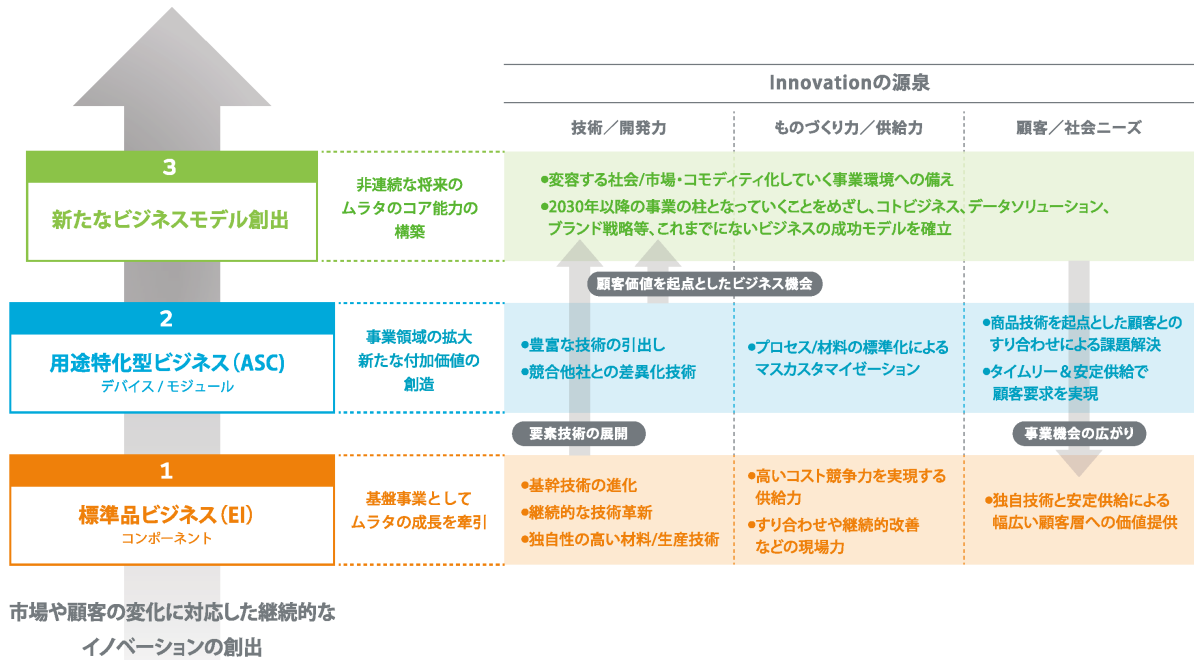 Innovationの源泉
技術／開発力
ものづくり力／供給力
顧客／社会ニーズ
3
新たなビジネスモデル創出
非連続な将来の
ムラタのコア能力の
構築
●変容する社会/市場・コモディティ化していく事業環境への備え
●2030年以降の事業の柱となっていくことをめざし、コトビジネス、データソリューション、
ブランド戦略等、これまでにないビジネスの成功モデルを確立
顧客価値を起点としたビジネス機会
2
用途特化型ビジネス（ASC）
デバイス / モジュール
事業領域の拡大
新たな付加価値の
創造
●豊富な技術の引出し
●競合他社との差異化技術
●プロセス/材料の標準化による
マスカスタマイゼーション
●商品技術を起点とした顧客との
すり合わせによる課題解決
●タイムリー＆安定供給で
顧客要求を実現
要素技術の展開
事業機会の広がり
1
標準品ビジネス（EI）
コンポーネント
基盤事業として
ムラタの成長を牽引
●基幹技術の進化
●継続的な技術革新
●独自性の高い材料/生産技術
●高いコスト競争力を実現する
供給力
●すり合わせや継続的改善
などの現場力
●独自技術と安定供給による
幅広い顧客層への価値提供
市場や顧客の変化に対応した継続的な
イノベーションの創出